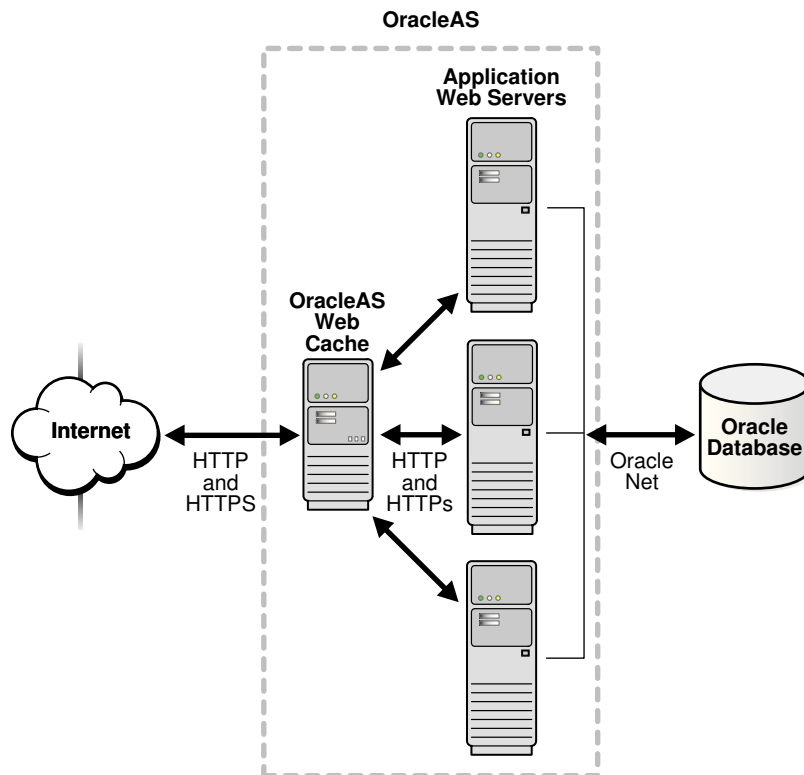 OracleAS
Application
Web Servers
OracleAS
Web
Cache
Internet
HTTP
and
HTTPS
HTTP
and
HTTPs
Oracle
Net
Oracle
Database